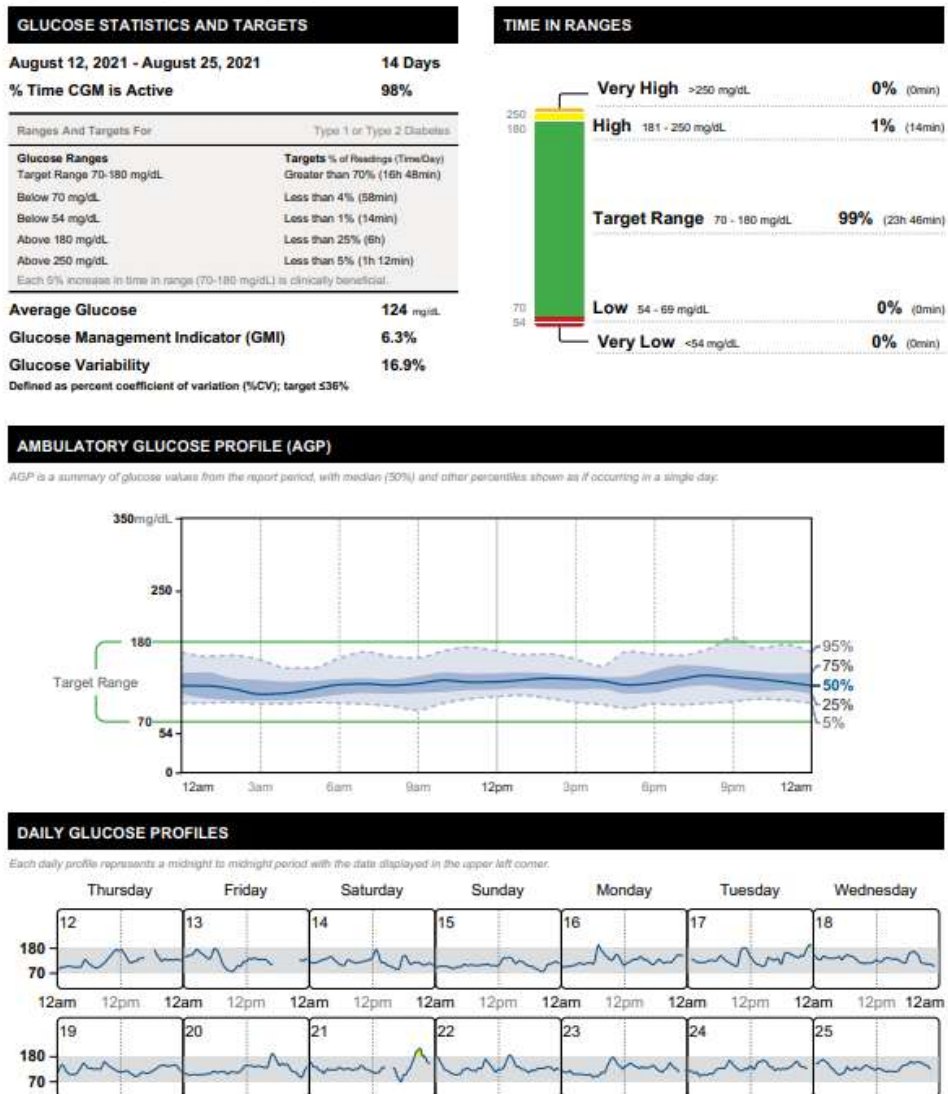 GLUCOSE STATISTICS AND TARGETS
August 12, 2021 - August 25, 2021 14 Days
% Time CGM is Active 98%
Ranges And Targets For Type 1 or Type 2 Diabetes
Glucose Ranges Targets % of Readings (Time/Day)
Target Range 70-180 mg/dL Greater than 70% (16h 48min)
Below 70 mg/dL Less than 4% (58min)
Below 54 mg/dL Less than 1% (14min)
Above 180 mg/dL Less than 25% (6h)
Above 250 mg/dL Less than 5% (1h 12min)
Each 5% increase in time in range (70-180 mg/dL) is clinically beneficial.
Average Glucose 124 mg/dL
Glucose Management Indicator (GMI) 6.3%
Glucose Variability 16.9%
Defined as percent coefficient of variation (%CV); target ≤36%
TIME IN RANGES
Very High >250 mg/dL 0% (0min)
250
180
High 181 - 250 mg/dL 1% (14min)
Target Range 70 - 180 mg/dL 99% (23h 46min)
70
54
Low 54 - 69 mg/dL 0% (0min)
Very Low <54 mg/dL 0% (0min)
AMBULATORY GLUCOSE PROFILE (AGP)
AGP is a summary of glucose values from the report period, with median (50%) and other percentiles shown as if occurring in a single day.
350mg/dL
250
180
Target Range
70
54
0
95%
75%
50%
25%
5%
12am 3am 6am 9am 12pm 3pm 6pm 9pm 12am
DAILY GLUCOSE PROFILES
Each daily profile represents a midnight to midnight period with the date displayed in the upper left corner.
Thursday Friday Saturday Sunday Monday Tuesday Wednesday
12 13 14 15 16 17 18
180
70
12am 12pm 12am 12pm 12am 12pm 12am 12pm 12am 12pm 12am 12pm 12am 12pm 12am
19 20 21 22 23 24 25
180
70